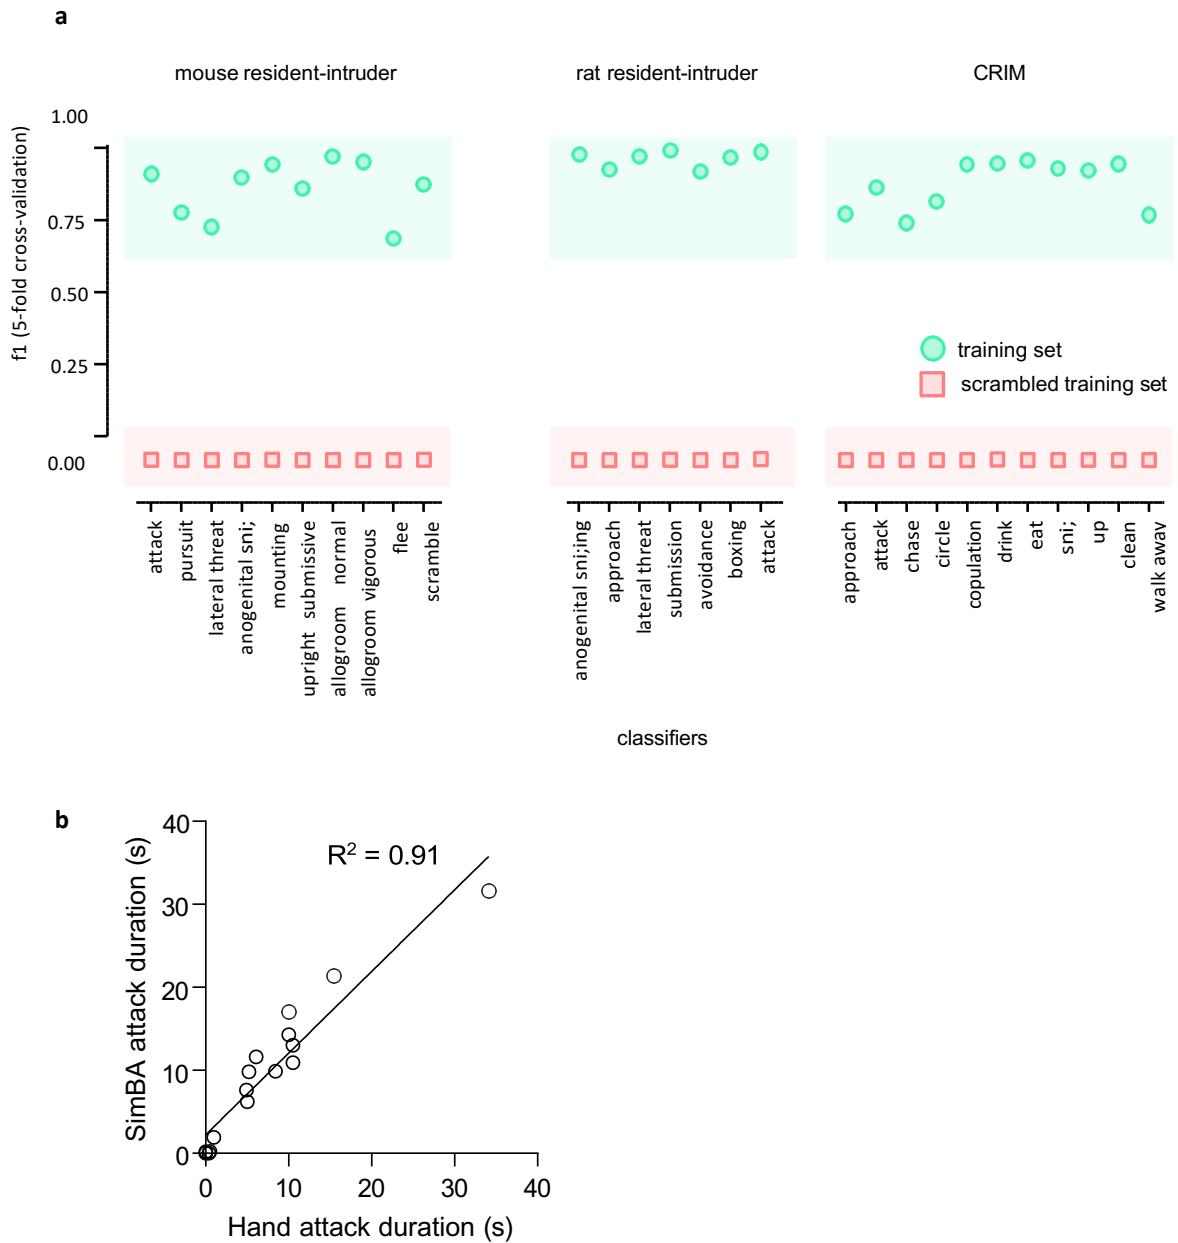 a
mouse resident-intruder
rat resident-intruder
CRIM
f1 (5-fold cross-validation)
1.00
0.75
0.50
0.25
0.00
training set
scrambled training set
attack
pursuit
lateral threat
anogenital sni;
mounting
upright submissive
allogroom normal
allogroom vigorous
flee
scramble
anogenital sni;ing
approach
lateral threat
submission
avoidance
boxing
attack
approach
attack
chase
circle
copulation
drink
eat
sni;
up
clean
walk away
classifiers
b
SimBA attack duration (s)
40
30
20
10
0
R² = 0.91
0 10 20 30 40
Hand attack duration (s)